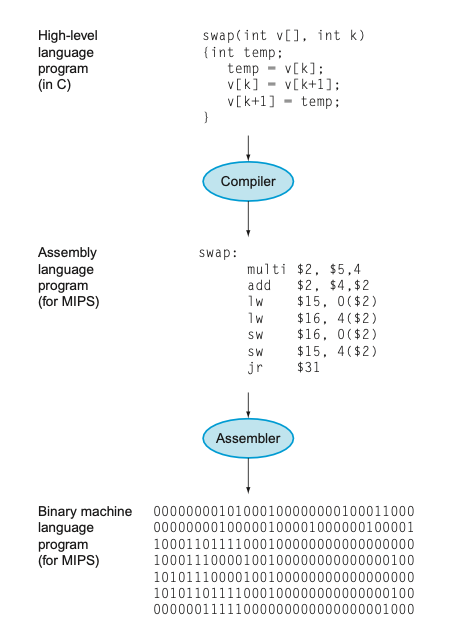 High-level
language
program
(in C)
swap(int v[], int k)
{int temp;
temp = v[k];
v[k] = v[k+1];
v[k+1] = temp;
}
Compiler
Assembly
language
program
(for MIPS)
swap:
multi $2, $5,4
add $2, $4,$2
lw $15, 0($2)
lw $16, 4($2)
sw $16, 0($2)
sw $15, 4($2)
jr $31
Assembler
Binary machine
language
program
(for MIPS)
00000000101000100000000100011000
00000000100000100001000000100001
10001101111000100000000000000000
10001110000100100000000000000100
10101110000100100000000000000000
10101101111000100000000000000100
00000011111000000000000000001000